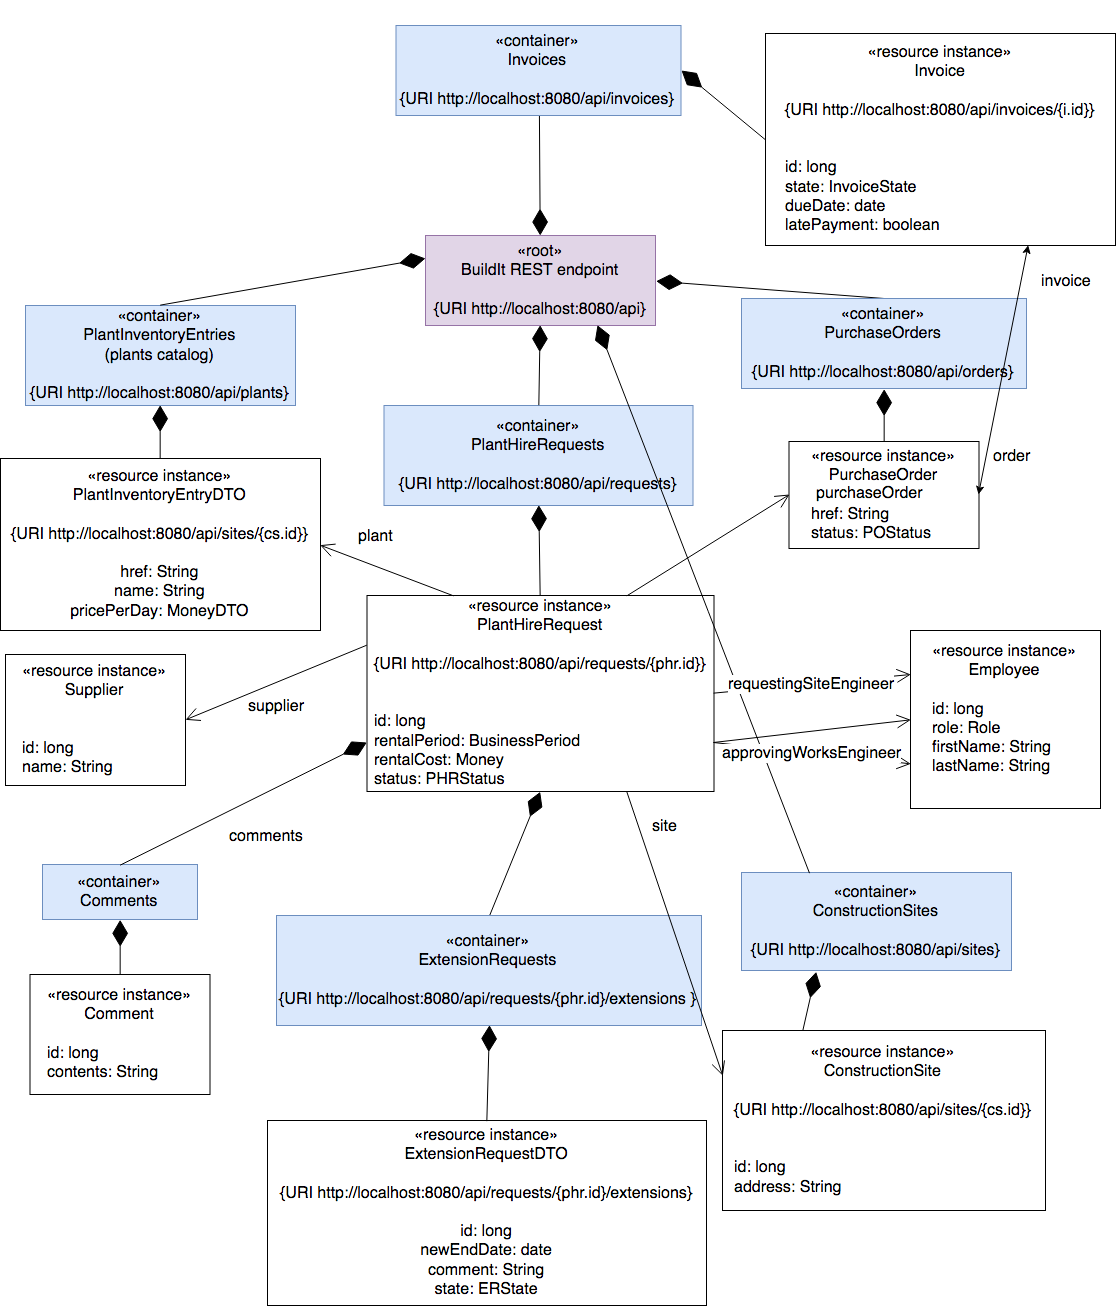 «container»
Invoices
{URI http://localhost:8080/api/invoices}
«resource instance»
Invoice
{URI http://localhost:8080/api/invoices/{i.id}}
id: long
state: InvoiceState
dueDate: date
latePayment: boolean
«root»
BuildIt REST endpoint
{URI http://localhost:8080/api}
invoice
«container»
PlantInventoryEntries
(plants catalog)
{URI http://localhost:8080/api/plants}
«container»
PurchaseOrders
{URI http://localhost:8080/api/orders}
«container»
PlantHireRequests
{URI http://localhost:8080/api/requests}
order
«resource instance»
PurchaseOrder
purchaseOrder
href: String
status: POStatus
«resource instance»
PlantInventoryEntryDTO
{URI http://localhost:8080/api/sites/{cs.id}}
href: String
name: String
pricePerDay: MoneyDTO
plant
«resource instance»
PlantHireRequest
{URI http://localhost:8080/api/requests/{phr.id}}
id: long
rentalPeriod: BusinessPeriod
rentalCost: Money
status: PHRStatus
«resource instance»
Supplier
id: long
name: String
supplier
requestingSiteEngineer
approvingWorksEngineer
«resource instance»
Employee
id: long
role: Role
firstName: String
lastName: String
comments
site
«container»
Comments
«container»
ExtensionRequests
{URI http://localhost:8080/api/requests/{phr.id}/extensions }
«container»
ConstructionSites
{URI http://localhost:8080/api/sites}
«resource instance»
Comment
id: long
contents: String
«resource instance»
ConstructionSite
{URI http://localhost:8080/api/sites/{cs.id}}
id: long
address: String
«resource instance»
ExtensionRequestDTO
{URI http://localhost:8080/api/requests/{phr.id}/extensions}
id: long
newEndDate: date
comment: String
state: ERState